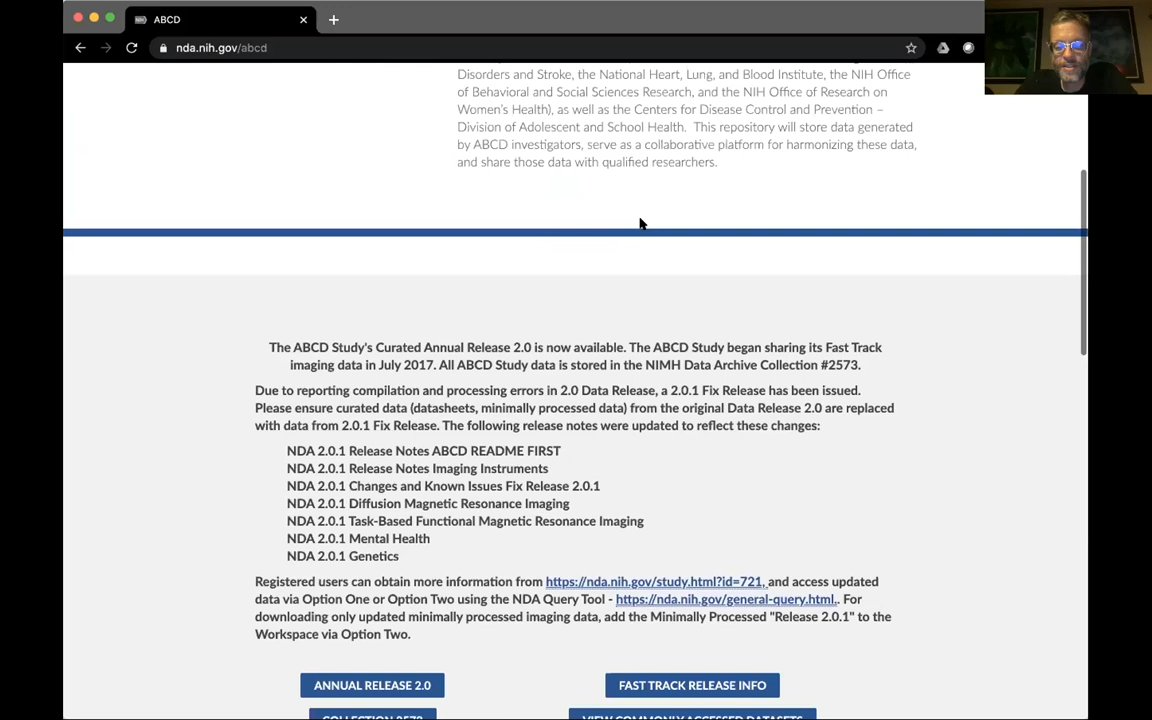 ABCD
nda.nih.gov/abcd
Disorders and Stroke, the National Heart, Lung, and Blood Institute, the NIH Office
of Behavioral and Social Sciences Research, and the NIH Office of Research on
Women's Health), as well as the Centers for Disease Control and Prevention –
Division of Adolescent and School Health.  This repository will store data generated
by ABCD investigators, serve as a collaborative platform for harmonizing these data,
and share those data with qualified researchers.
The ABCD Study's Curated Annual Release 2.0 is now available. The ABCD Study began sharing its Fast Track
imaging data in July 2017. All ABCD Study data is stored in the NIMH Data Archive Collection #2573.
Due to reporting compilation and processing errors in 2.0 Data Release, a 2.0.1 Fix Release has been issued.
Please ensure curated data (datasheets, minimally processed data) from the original Data Release 2.0 are replaced
with data from 2.0.1 Fix Release. The following release notes were updated to reflect these changes:
NDA 2.0.1 Release Notes ABCD README FIRST
NDA 2.0.1 Release Notes Imaging Instruments
NDA 2.0.1 Changes and Known Issues Fix Release 2.0.1
NDA 2.0.1 Diffusion Magnetic Resonance Imaging
NDA 2.0.1 Task-Based Functional Magnetic Resonance Imaging
NDA 2.0.1 Mental Health
NDA 2.0.1 Genetics
Registered users can obtain more information from https://nda.nih.gov/study.html?id=721, and access updated
data via Option One or Option Two using the NDA Query Tool - https://nda.nih.gov/general-query.html.. For
downloading only updated minimally processed imaging data, add the Minimally Processed "Release 2.0.1" to the
Workspace via Option Two.
ANNUAL RELEASE 2.0
FAST TRACK RELEASE INFO
COLLECTION 2573
VIEW COMMONLY ACCESSED DATASETS